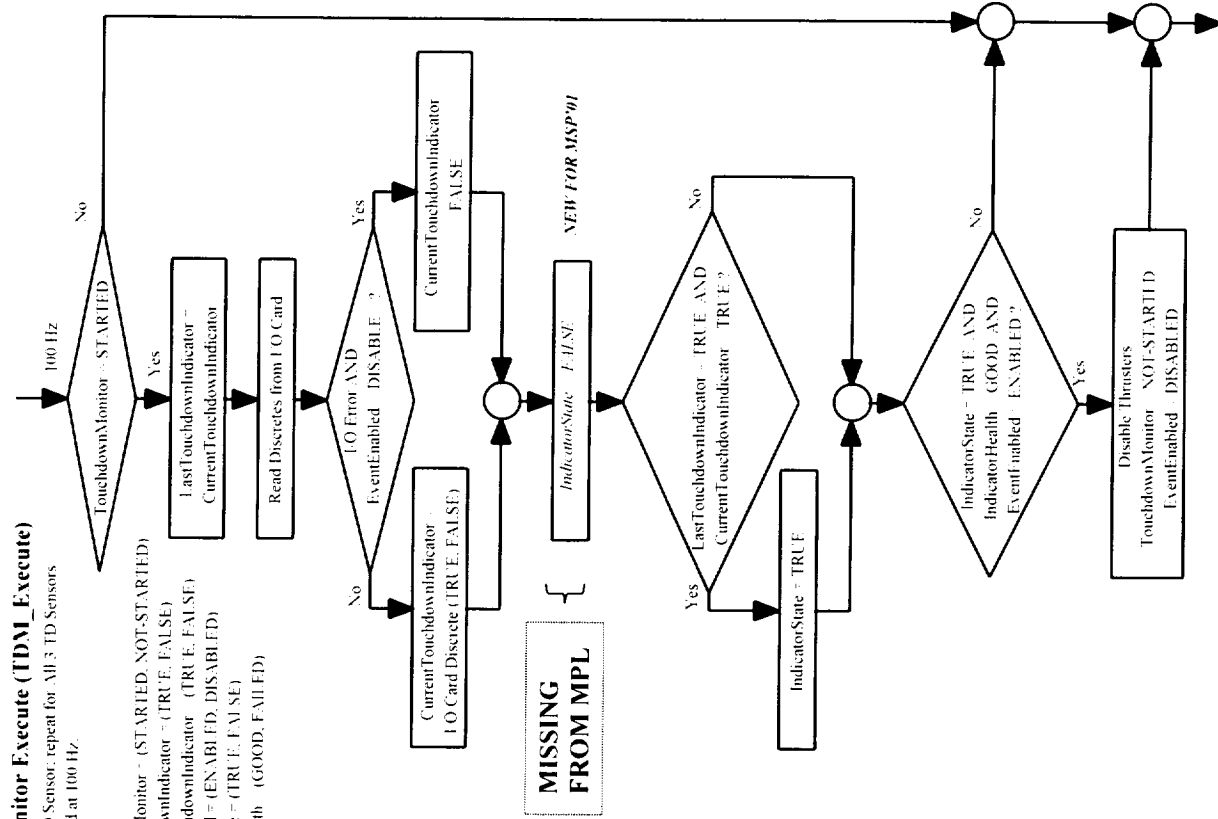 nitor Execute (TDM_Execute)
Sensor; repeat for All 3 TD Sensors
d at 100 Hz.
Monitor = (STARTED, NOT-STARTED)
wnIndicator = (TRUE, FALSE)
hdownIndicator (TRUE, FALSE)
d = (ENABLED, DISABLED)
e = (TRUE, FALSE)
th (GOOD, FAILED)
100 Hz
TouchdownMonitor = STARTED
No
Yes
LastTouchdownIndicator =
CurrentTouchdownIndicator
Read Discretes from I/O Card
I/O Error AND
EventEnabled DISABLE ?
No
Yes
CurrentTouchdownIndicator =
I/O Card Discrete (TRUE, FALSE)
CurrentTouchdownIndicator
FALSE
MISSING
FROM MPL
IndicatorState FALSE
NEW FOR MSP'01
LastTouchdownIndicator = TRUE AND
CurrentTouchdownIndicator TRUE ?
Yes
No
IndicatorState = TRUE
IndicatorState = TRUE AND
IndicatorHealth GOOD AND
EventEnabled = ENABLED ?
No
Yes
Disable Thrusters
TouchdownMonitor NOT-STARTED
EventEnabled = DISABLED